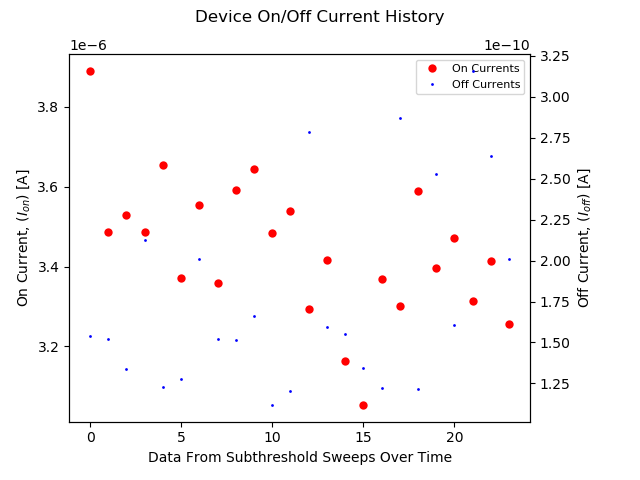 Device On/Off Current History
1e−6
1e−10
On Currents
Off Currents
3.8
3.6
3.4
3.2
On Current, ⟨I_on⟩ [A]
3.25
3.00
2.75
2.50
2.25
2.00
1.75
1.50
1.25
Off Current, ⟨I_off⟩ [A]
0 5 10 15 20
Data From Subthreshold Sweeps Over Time